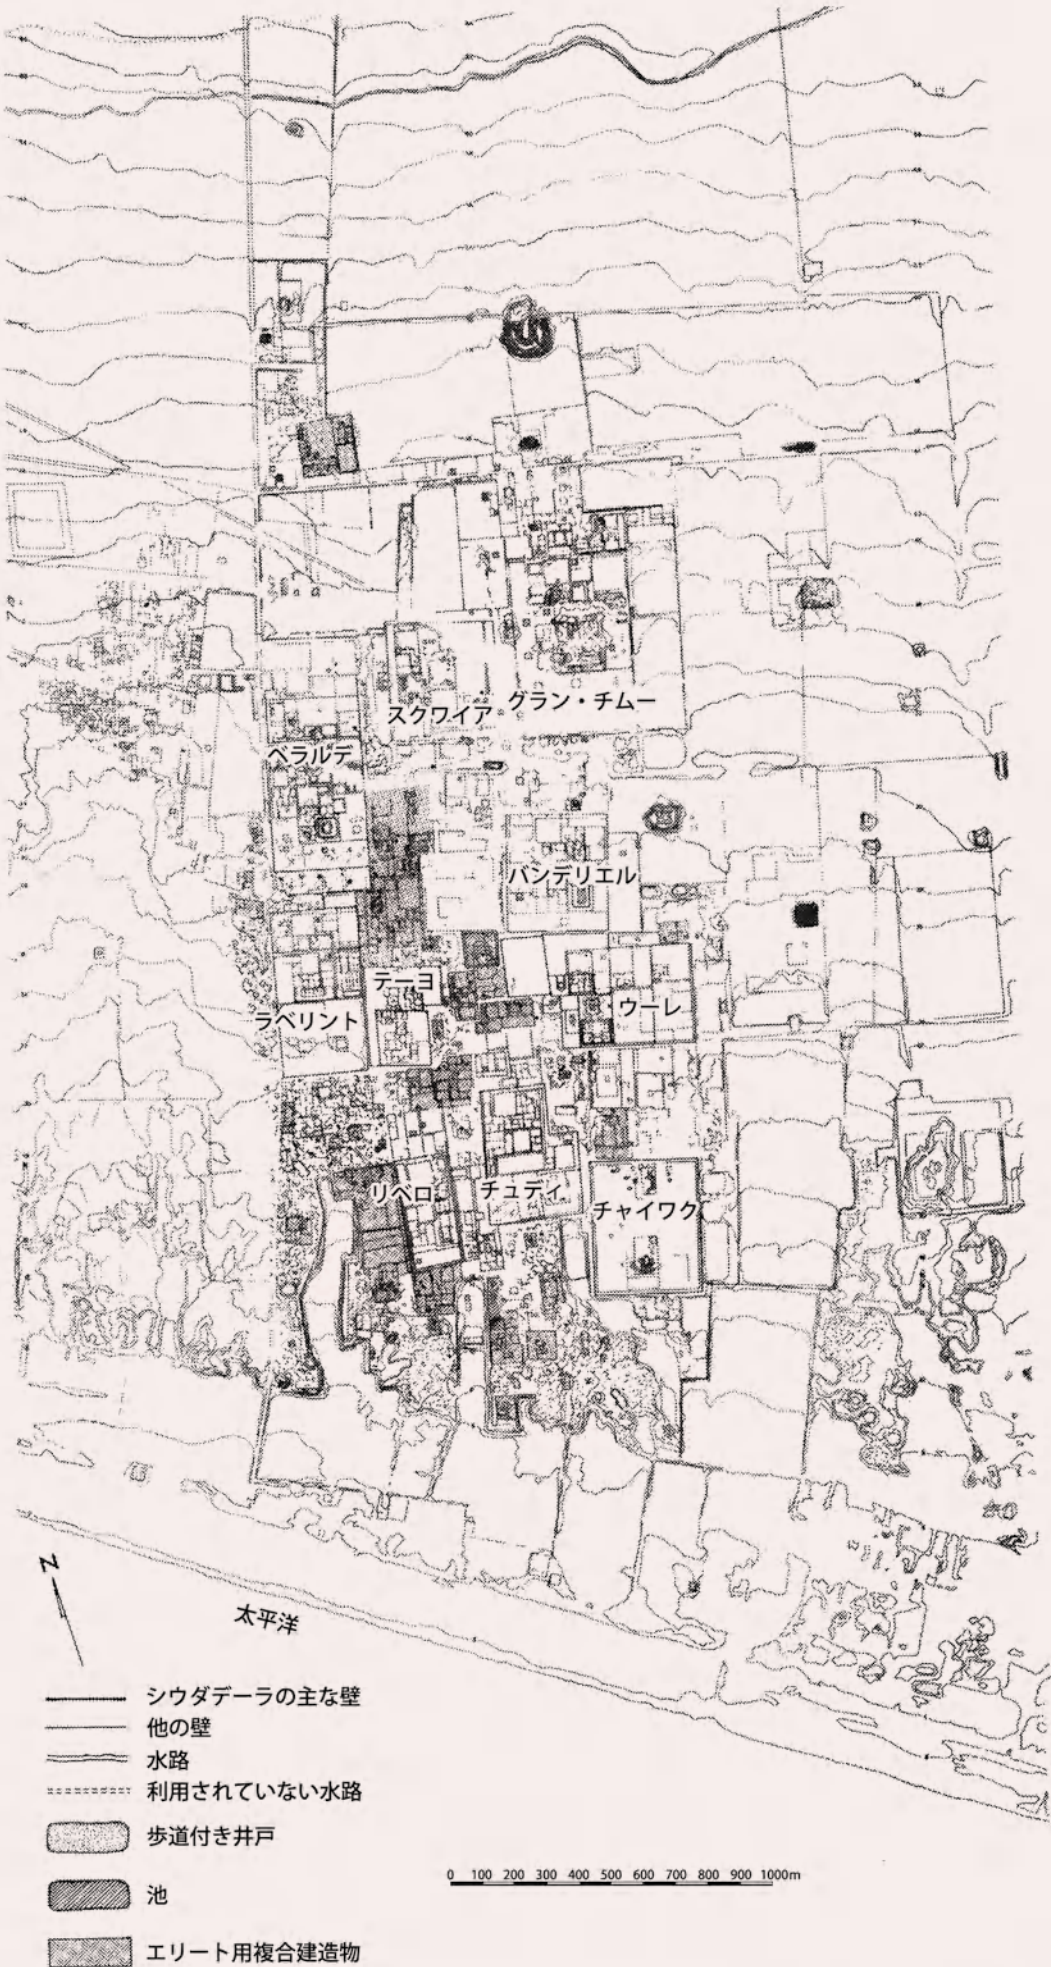 スクワイア
グラン・チムー
ベラルデ
バンデリエル
テーヨ
ラベリント
ウーレ
リベロ
チュディ
チャイワク
N
太平洋
シウダデーラの主な壁
他の壁
水路
利用されていない水路
歩道付き井戸
池
エリート用複合建造物
0 100 200 300 400 500 600 700 800 900 1000m